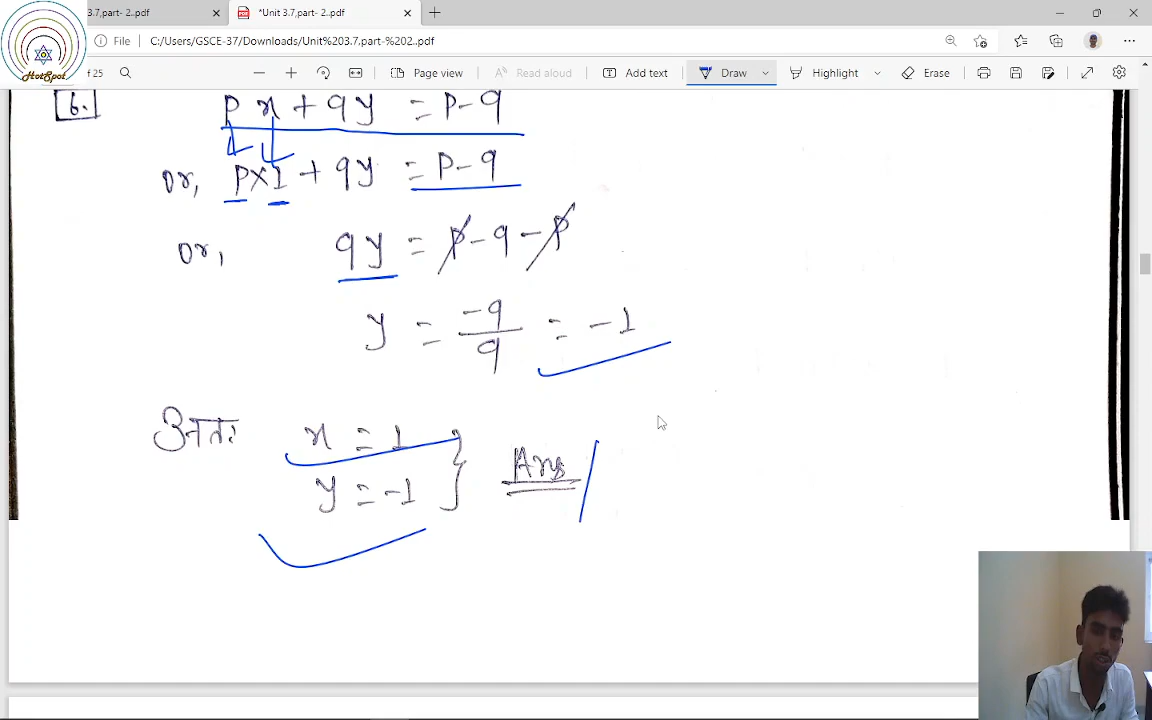 3.7,part- 2..pdf
*Unit 3.7,part- 2..pdf
File C:/Users/GSCE-37/Downloads/Unit%203.7,part-%202..pdf
HotSpot
of 25
Page view
Read aloud
Add text
Draw
Highlight
Erase
6. px + qy = p - q
or, p×1 + qy = p - q
or, qy = p - q - p
y = -q/q = -1
अतः x = 1
y = -1 } Ans